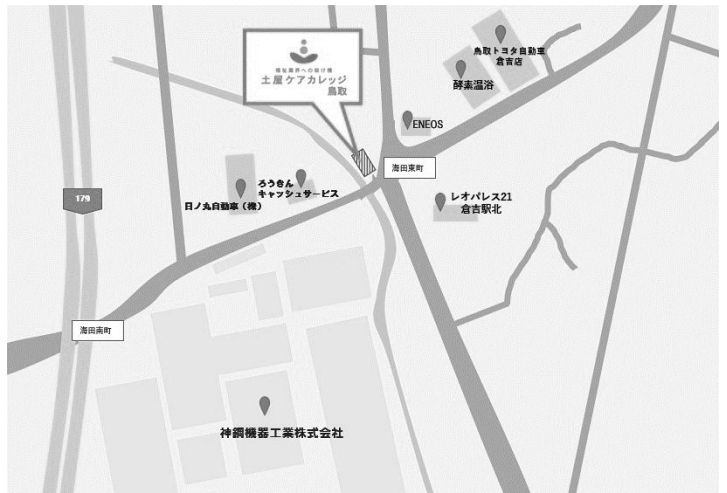 福祉業界への架け橋
土屋ケアカレッジ
鳥取
鳥取トヨタ自動車
倉吉店
酵素温浴
ENEOS
海田東町
ろうきん
キャッシュサービス
日ノ丸自動車（機）
レオパレス21
倉吉駅北
179
海田南町
神鋼機器工業株式会社